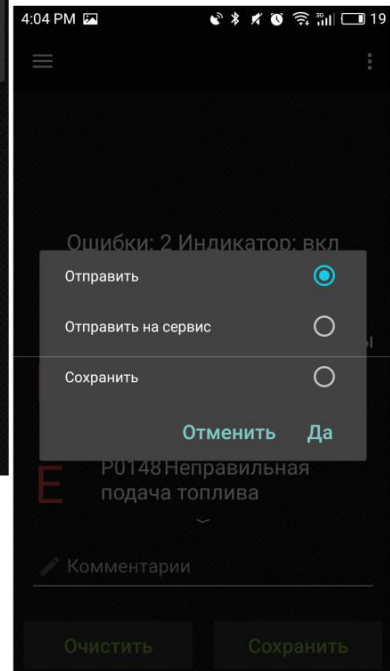 4:04 PM 3G 19
Ошибки: 2 Индикатор: вкл
Отправить
Отправить на сервис
ы
Сохранить
Отменить Да
E P0148 Неправильная
подача топлива
Комментарии
Очистить Сохранить